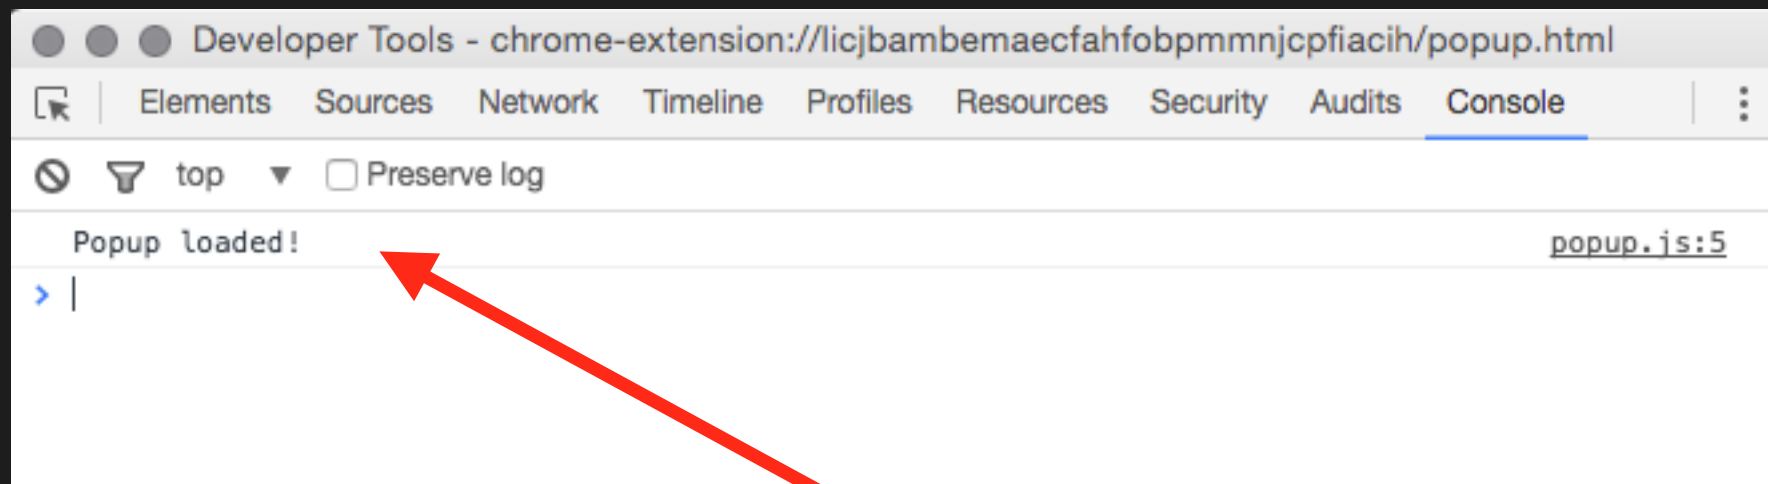 Developer Tools - chrome-extension://licjbambemaecfahfobpmmnjcpfiacih/popup.html
Elements Sources Network Timeline Profiles Resources Security Audits Console
top ▼ Preserve log
Popup loaded! popup.js:5
>